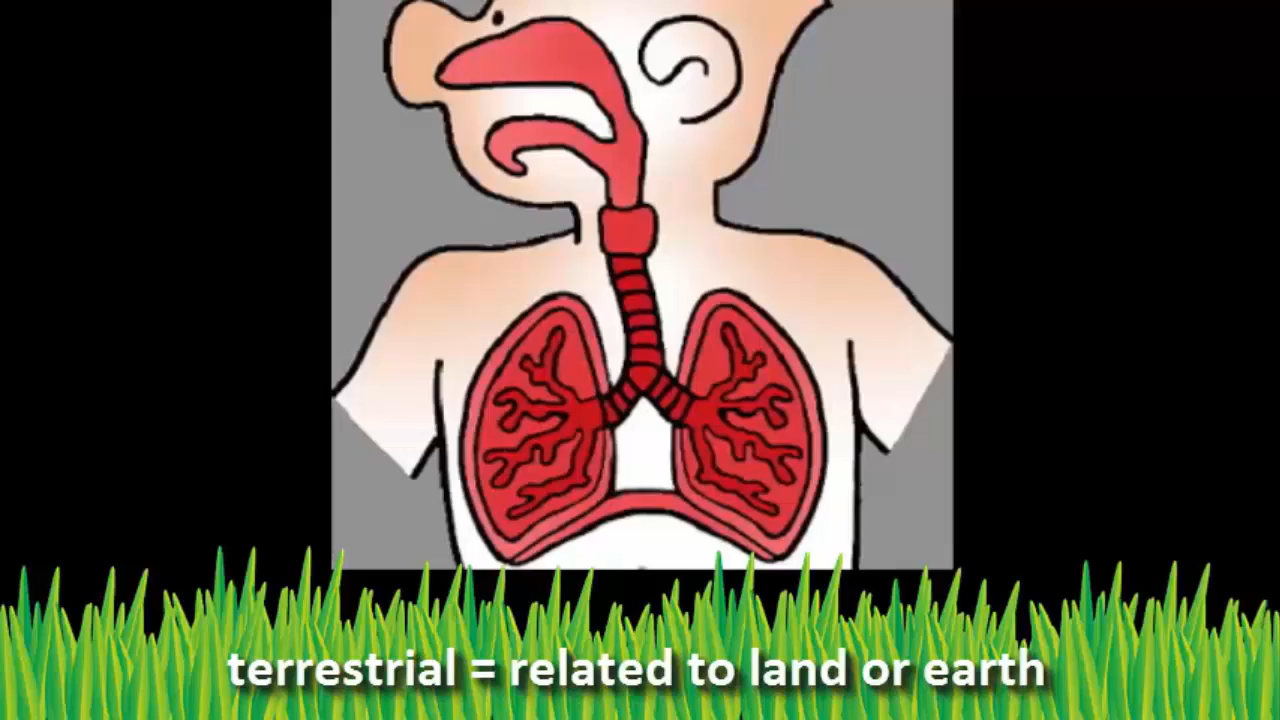 terrestrial = related to land or earth